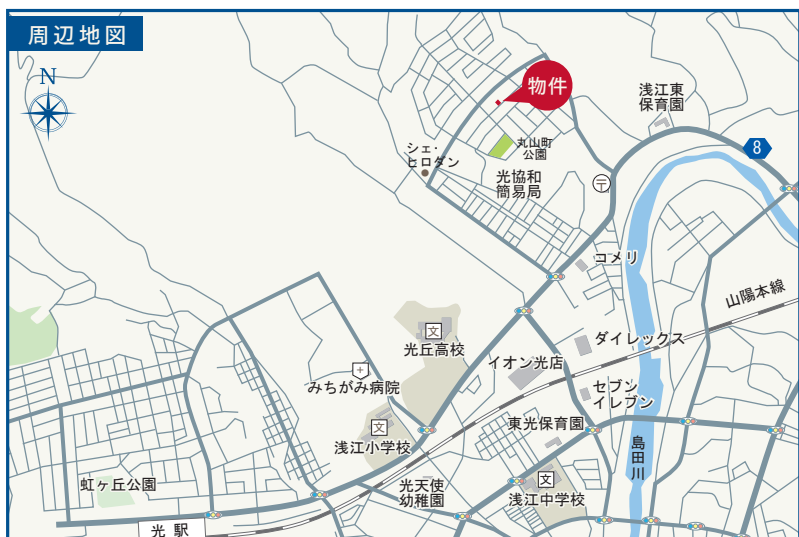 周辺地図
N
物件
浅江東
保育園
8
丸山町
公園
シェ・
ヒロダン
光協和
簡易局
〒
コメリ
山陽本線
文
光丘高校
ダイレックス
イオン光店
みちがみ病院
セブン
イレブン
文
浅江小学校
東光保育園
島田川
虹ヶ丘公園
光天使
幼稚園
文
浅江中学校
光駅